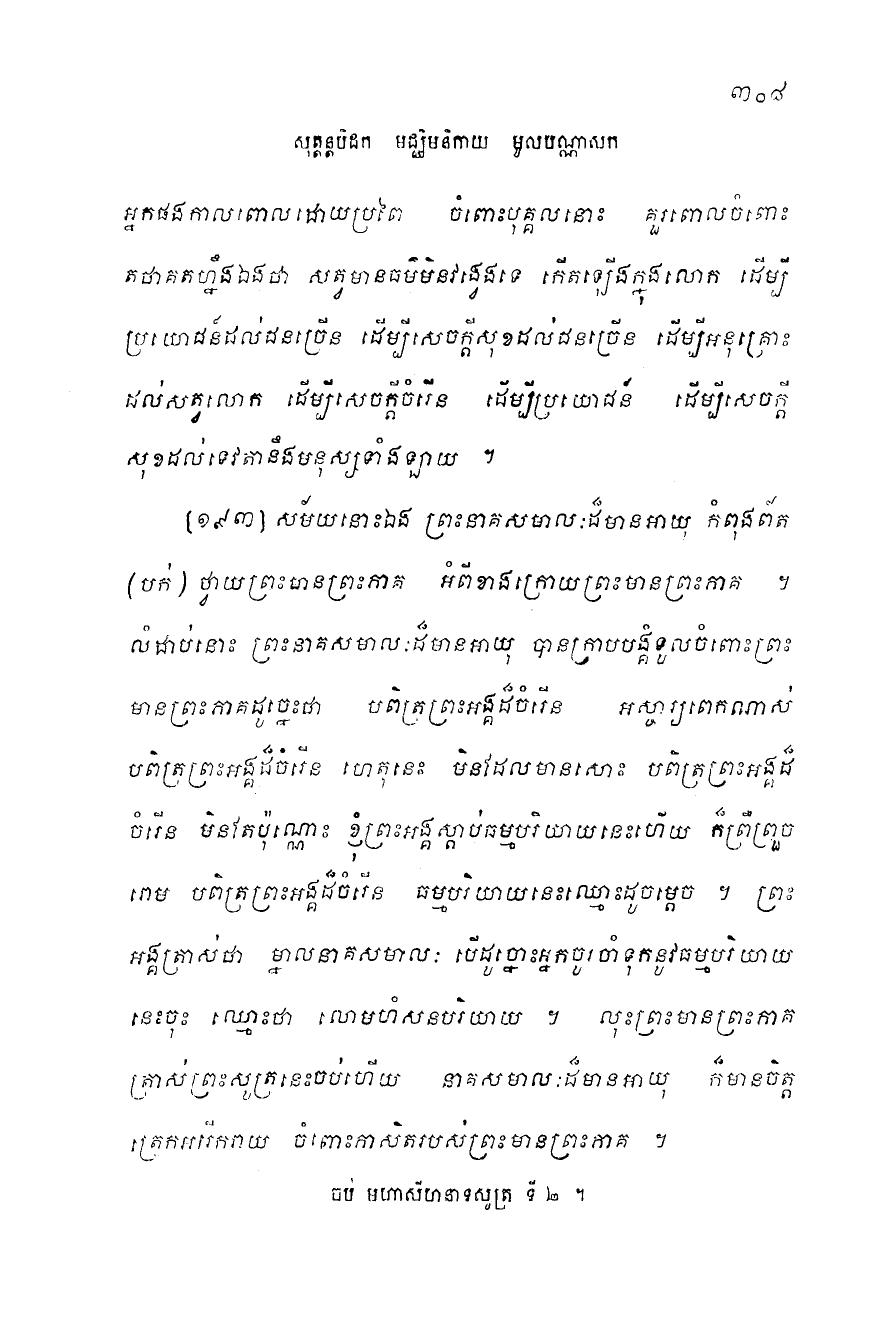 ៣០៨
សុត្តន្តបិដក មជ្ឈិមនិកាយ មូលបណ្ណាសក
អ្នកផងកាលពោលដោយប្រពៃ ចំពោះបុគ្គលនោះ គួរពោលចំពោះ
តថាគតហ្នឹងឯងថា សត្វមានធម៌មិនវង្វេងទេ កើតឡើងក្នុងលោក ដើម្បី
ប្រយោជន៍ដល់ជនច្រើន ដើម្បីសេចក្តីសុខដល់ជនច្រើន ដើម្បីអនុគ្រោះ
ដល់សត្វលោក ដើម្បីសេចក្តីចំរើន ដើម្បីប្រយោជន៍ ដើម្បីសេចក្តី
សុខដល់ទេវតានឹងមនុស្សទាំងឡាយ ។
[១៩៣] សម័យនោះឯង ព្រះនាគសមាលៈដ៏មានអាយុ កំពុងព័ត
(បក់) ថ្វាយព្រះមានព្រះភាគ អំពីខាងក្រោយព្រះមានព្រះភាគ ។
លំដាប់នោះ ព្រះនាគសមាលៈដ៏មានអាយុ បានក្រាបបង្គំទូលចំពោះព្រះ
មានព្រះភាគដូច្នេះថា បពិត្រព្រះអង្គដ៏ចំរើន អស្ចារ្យពេកណាស់
បពិត្រព្រះអង្គដ៏ចំរើន ហេតុនេះ មិនដែលមានសោះ បពិត្រព្រះអង្គដ៏
ចំរើន មិនតែប៉ុណ្ណោះ ខ្ញុំព្រះអង្គស្តាប់ធម្មបរិយាយនេះហើយ ក៏ព្រឺព្រួច
រោម បពិត្រព្រះអង្គដ៏ចំរើន ធម្មបរិយាយនេះឈ្មោះដូចម្តេច ។ ព្រះ
អង្គត្រាស់ថា ម្នាលនាគសមាលៈ បើដូច្នោះអ្នកចូរចាំទុកនូវធម្មបរិយាយ
នេះចុះ ឈ្មោះថា លោមហំសនបរិយាយ ។ លុះព្រះមានព្រះភាគ
ត្រាស់ព្រះសូត្រនេះចប់ហើយ នាគសមាលៈដ៏មានអាយុ ក៏មានចិត្ត
ត្រេកអរីករាយ ចំពោះភាសិតរបស់ព្រះមានព្រះភាគ ។
ចប់ មហាសីហនាទសូត្រ ទី ២ ។